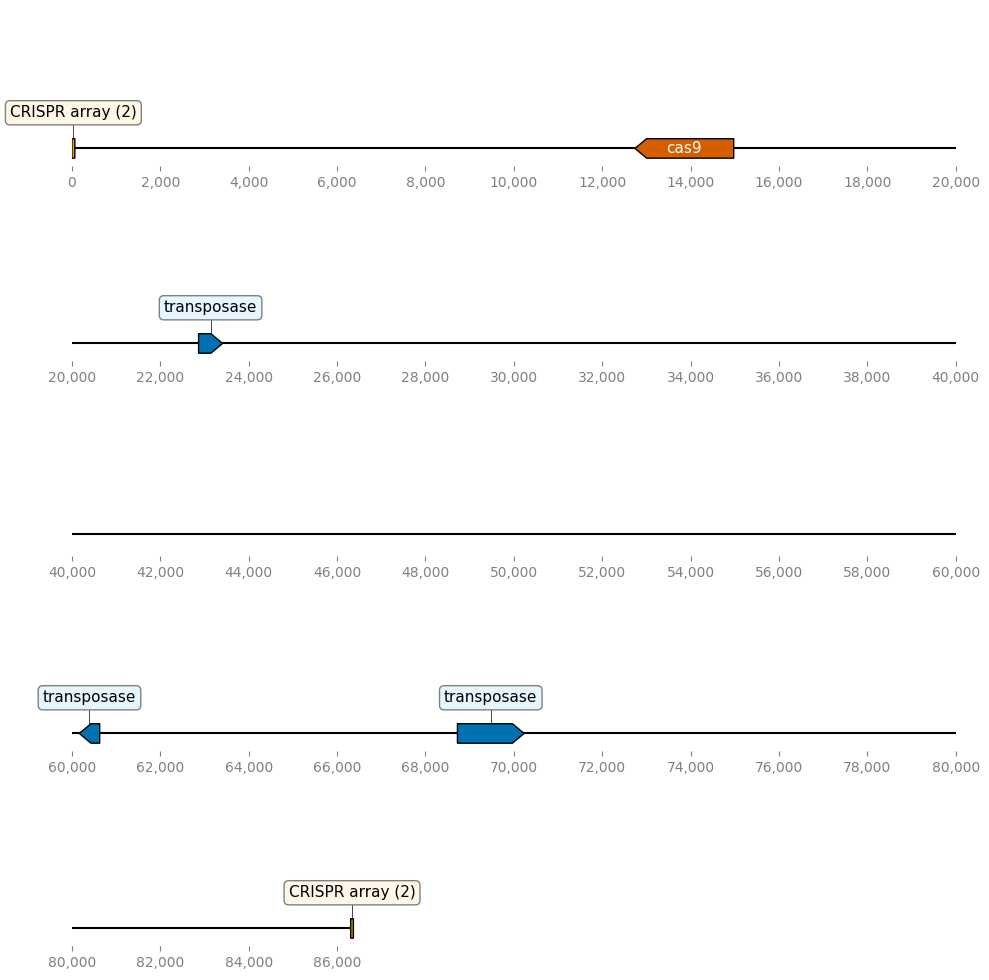 CRISPR array (2)
cas9
0 2,000 4,000 6,000 8,000 10,000 12,000 14,000 16,000 18,000 20,000
transposase
20,000 22,000 24,000 26,000 28,000 30,000 32,000 34,000 36,000 38,000 40,000
40,000 42,000 44,000 46,000 48,000 50,000 52,000 54,000 56,000 58,000 60,000
transposase transposase
60,000 62,000 64,000 66,000 68,000 70,000 72,000 74,000 76,000 78,000 80,000
CRISPR array (2)
80,000 82,000 84,000 86,000